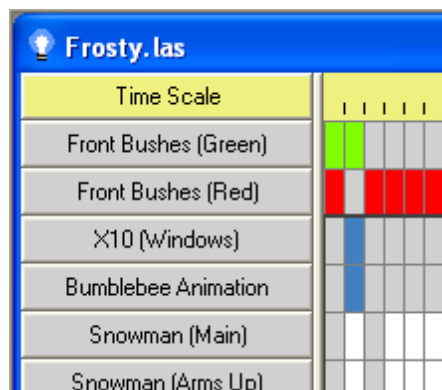 Frosty.las
Time Scale
Front Bushes (Green)
Front Bushes (Red)
X10 (Windows)
Bumblebee Animation
Snowman (Main)
Snowman (Arms Up)